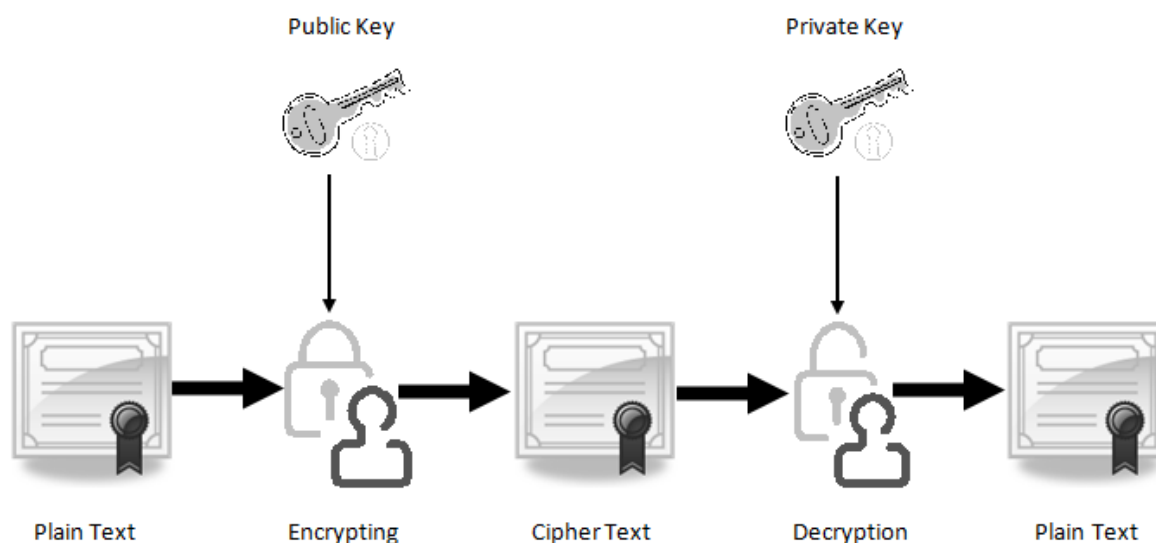 Public Key
Private Key
Plain Text
Encrypting
Cipher Text
Decryption
Plain Text